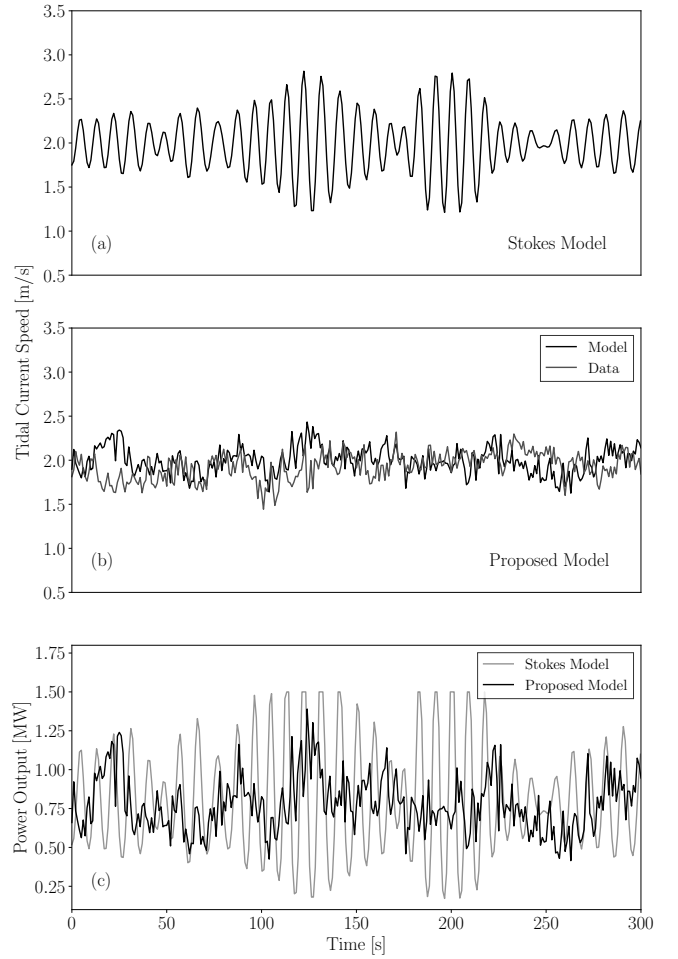 3.5
3.0
2.5
2.0
1.5
1.0
0.5
(a)
Stokes Model
Tidal Current Speed [m/s]
3.5
3.0
2.5
2.0
1.5
1.0
0.5
Model
Data
(b)
Proposed Model
1.75
1.50
1.25
1.00
0.75
0.50
0.25
Power Output [MW]
Stokes Model
Proposed Model
(c)
0 50 100 150 200 250 300
Time [s]